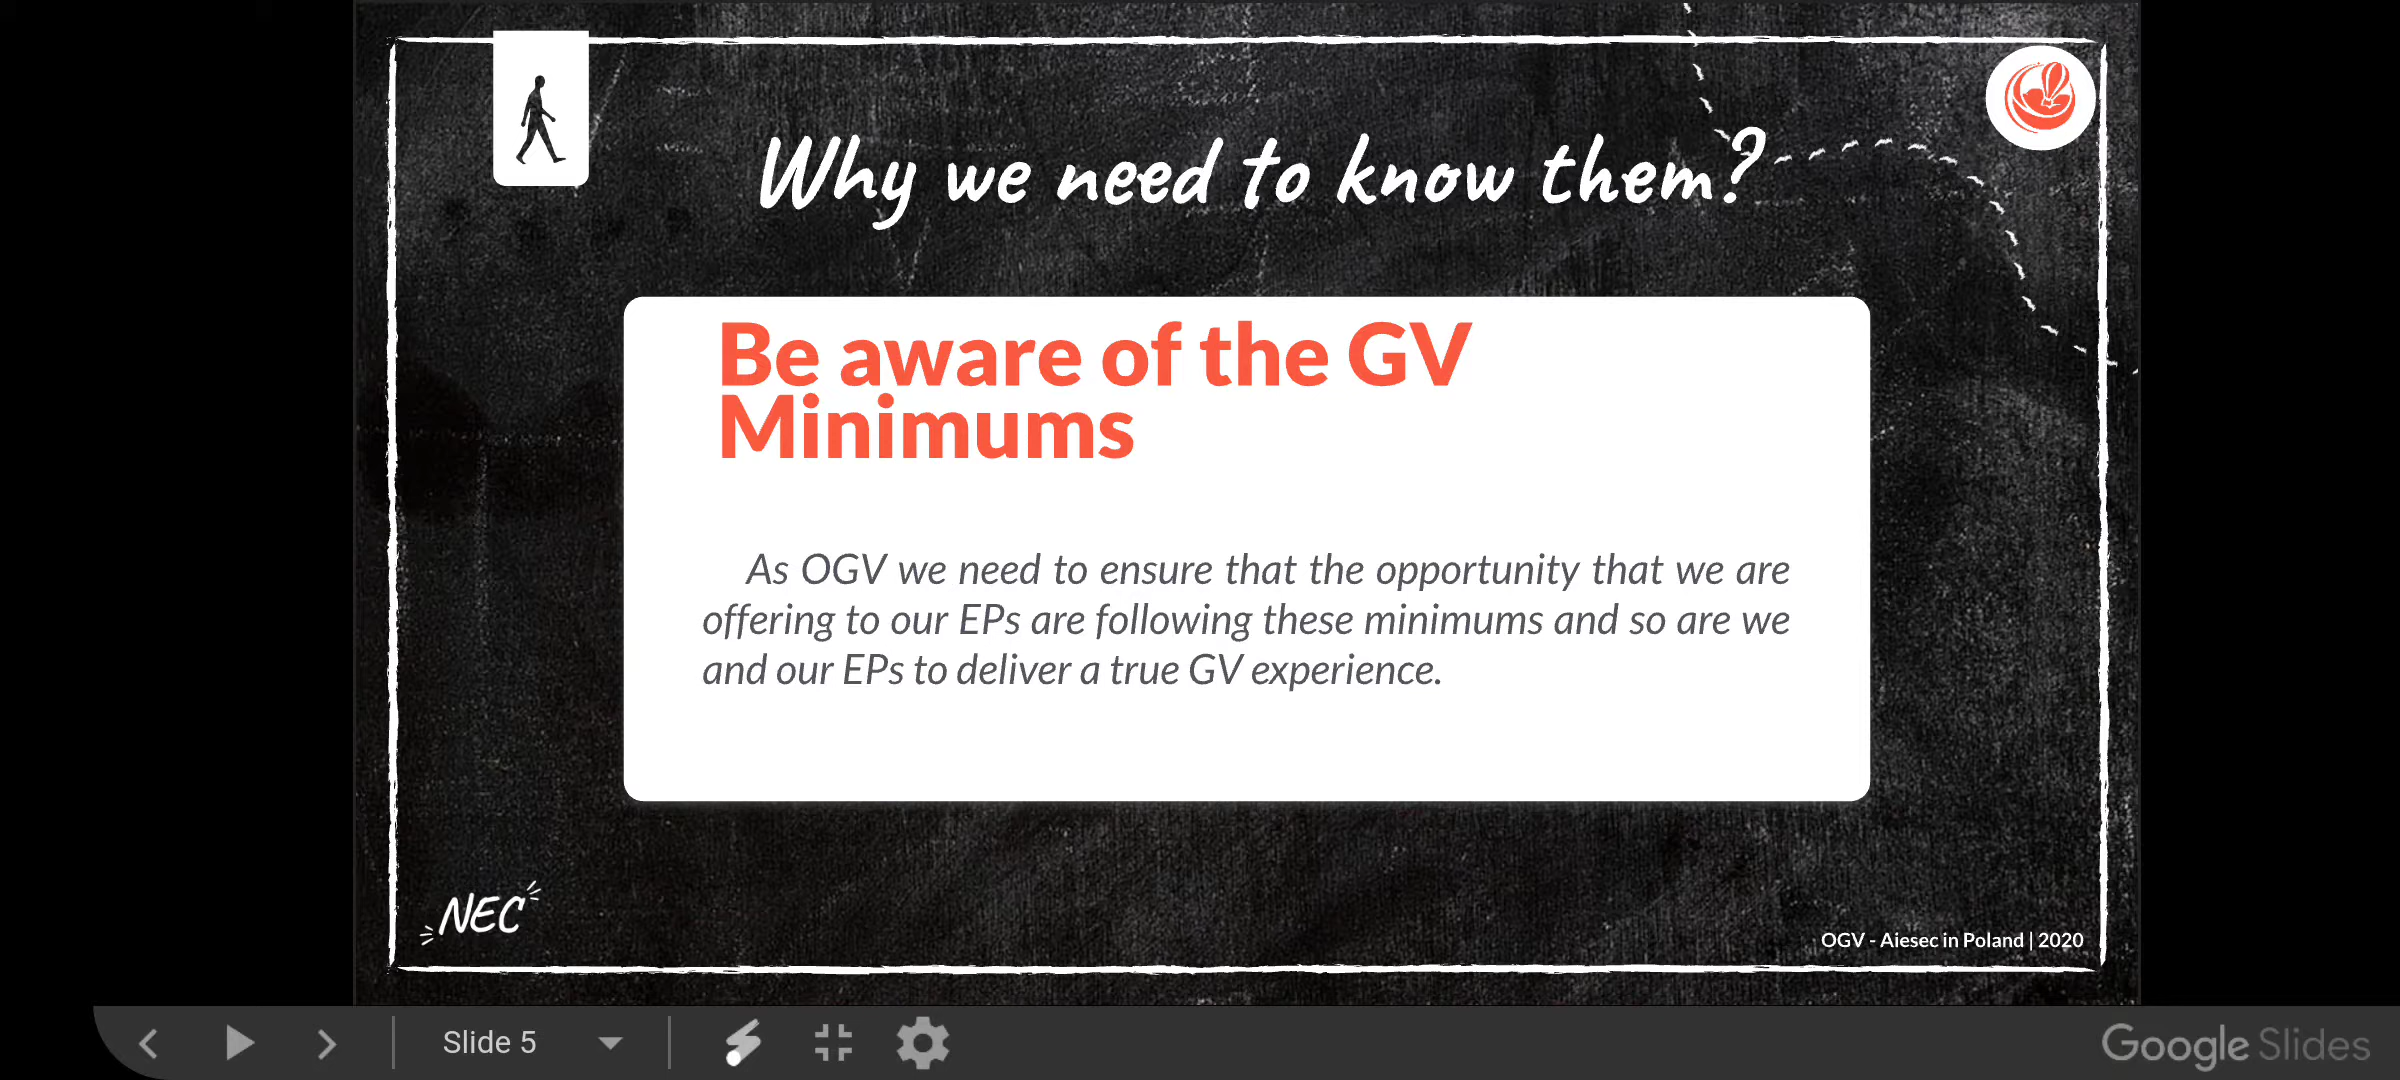 Why we need to know them?
Be aware of the GV
Minimums
As OGV we need to ensure that the opportunity that we are
offering to our EPs are following these minimums and so are we
and our EPs to deliver a true GV experience.
NEC
OGV - Aiesec in Poland | 2020
Slide 5
Google Slides